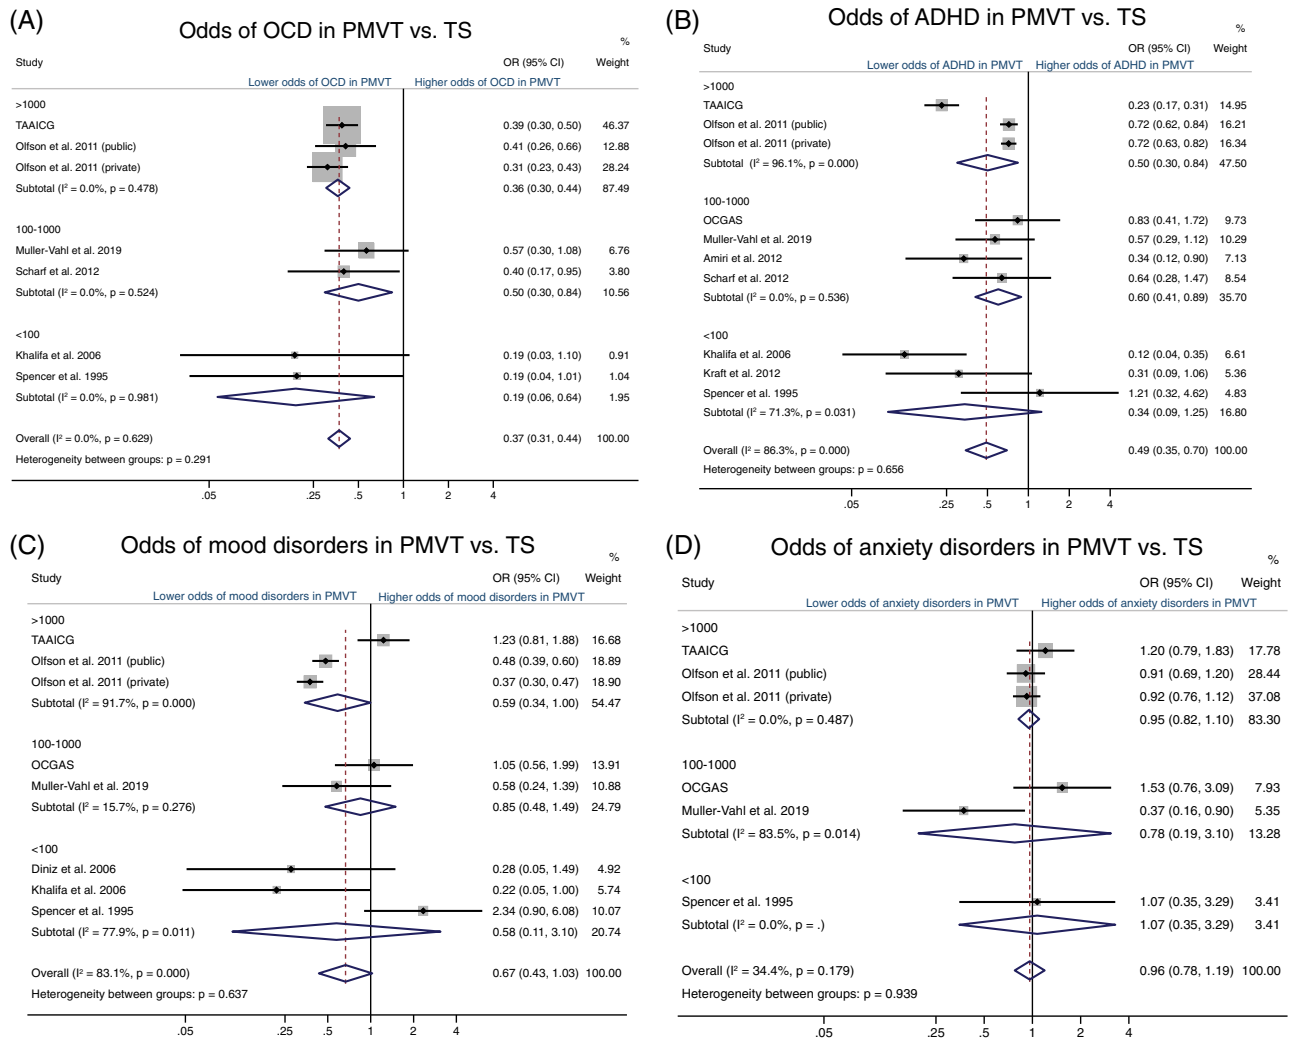 (A)
Odds of OCD in PMVT vs. TS
%
Study OR (95% CI) Weight
Lower odds of OCD in PMVT Higher odds of OCD in PMVT
>1000
TAAICG 0.39 (0.30, 0.50) 46.37
Olfson et al. 2011 (public) 0.41 (0.26, 0.66) 12.88
Olfson et al. 2011 (private) 0.31 (0.23, 0.43) 28.24
Subtotal (I² = 0.0%, p = 0.478) 0.36 (0.30, 0.44) 87.49
100-1000
Muller-Vahl et al. 2019 0.57 (0.30, 1.08) 6.76
Scharf et al. 2012 0.40 (0.17, 0.95) 3.80
Subtotal (I² = 0.0%, p = 0.524) 0.50 (0.30, 0.84) 10.56
<100
Khalifa et al. 2006 0.19 (0.03, 1.10) 0.91
Spencer et al. 1995 0.19 (0.04, 1.01) 1.04
Subtotal (I² = 0.0%, p = 0.981) 0.19 (0.06, 0.64) 1.95
Overall (I² = 0.0%, p = 0.629) 0.37 (0.31, 0.44) 100.00
Heterogeneity between groups: p = 0.291
.05 .25 .5 1 2 4
(B)
Odds of ADHD in PMVT vs. TS
%
Study OR (95% CI) Weight
Lower odds of ADHD in PMVT Higher odds of ADHD in PMVT
>1000
TAAICG 0.23 (0.17, 0.31) 14.95
Olfson et al. 2011 (public) 0.72 (0.62, 0.84) 16.21
Olfson et al. 2011 (private) 0.72 (0.63, 0.82) 16.34
Subtotal (I² = 96.1%, p = 0.000) 0.50 (0.30, 0.84) 47.50
100-1000
OCGAS 0.83 (0.41, 1.72) 9.73
Muller-Vahl et al. 2019 0.57 (0.29, 1.12) 10.29
Amiri et al. 2012 0.34 (0.12, 0.90) 7.13
Scharf et al. 2012 0.64 (0.28, 1.47) 8.54
Subtotal (I² = 0.0%, p = 0.536) 0.60 (0.41, 0.89) 35.70
<100
Khalifa et al. 2006 0.12 (0.04, 0.35) 6.61
Kraft et al. 2012 0.31 (0.09, 1.06) 5.36
Spencer et al. 1995 1.21 (0.32, 4.62) 4.83
Subtotal (I² = 71.3%, p = 0.031) 0.34 (0.09, 1.25) 16.80
Overall (I² = 86.3%, p = 0.000) 0.49 (0.35, 0.70) 100.00
Heterogeneity between groups: p = 0.656
.05 .25 .5 1 2 4
(C)
Odds of mood disorders in PMVT vs. TS
%
Study OR (95% CI) Weight
Lower odds of mood disorders in PMVT Higher odds of mood disorders in PMVT
>1000
TAAICG 1.23 (0.81, 1.88) 16.68
Olfson et al. 2011 (public) 0.48 (0.39, 0.60) 18.89
Olfson et al. 2011 (private) 0.37 (0.30, 0.47) 18.90
Subtotal (I² = 91.7%, p = 0.000) 0.59 (0.34, 1.00) 54.47
100-1000
OCGAS 1.05 (0.56, 1.99) 13.91
Muller-Vahl et al. 2019 0.58 (0.24, 1.39) 10.88
Subtotal (I² = 15.7%, p = 0.276) 0.85 (0.48, 1.49) 24.79
<100
Diniz et al. 2006 0.28 (0.05, 1.49) 4.92
Khalifa et al. 2006 0.22 (0.05, 1.00) 5.74
Spencer et al. 1995 2.34 (0.90, 6.08) 10.07
Subtotal (I² = 77.9%, p = 0.011) 0.58 (0.11, 3.10) 20.74
Overall (I² = 83.1%, p = 0.000) 0.67 (0.43, 1.03) 100.00
Heterogeneity between groups: p = 0.637
.05 .25 .5 1 2 4
(D)
Odds of anxiety disorders in PMVT vs. TS
%
Study OR (95% CI) Weight
Lower odds of anxiety disorders in PMVT Higher odds of anxiety disorders in PMVT
>1000
TAAICG 1.20 (0.79, 1.83) 17.78
Olfson et al. 2011 (public) 0.91 (0.69, 1.20) 28.44
Olfson et al. 2011 (private) 0.92 (0.76, 1.12) 37.08
Subtotal (I² = 0.0%, p = 0.487) 0.95 (0.82, 1.10) 83.30
100-1000
OCGAS 1.53 (0.76, 3.09) 7.93
Muller-Vahl et al. 2019 0.37 (0.16, 0.90) 5.35
Subtotal (I² = 83.5%, p = 0.014) 0.78 (0.19, 3.10) 13.28
<100
Spencer et al. 1995 1.07 (0.35, 3.29) 3.41
Subtotal (I² = 0.0%, p = .) 1.07 (0.35, 3.29) 3.41
Overall (I² = 34.4%, p = 0.179) 0.96 (0.78, 1.19) 100.00
Heterogeneity between groups: p = 0.939
.05 .25 .5 1 2 4